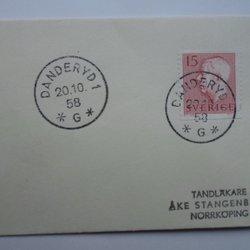 DANDERYD 1
20.10.
58
* G *
15
DANDERYD
20.10
58
* G *
SVERIGE
TANDLÄKARE
ÅKE STANGENB
NORRKÖPING